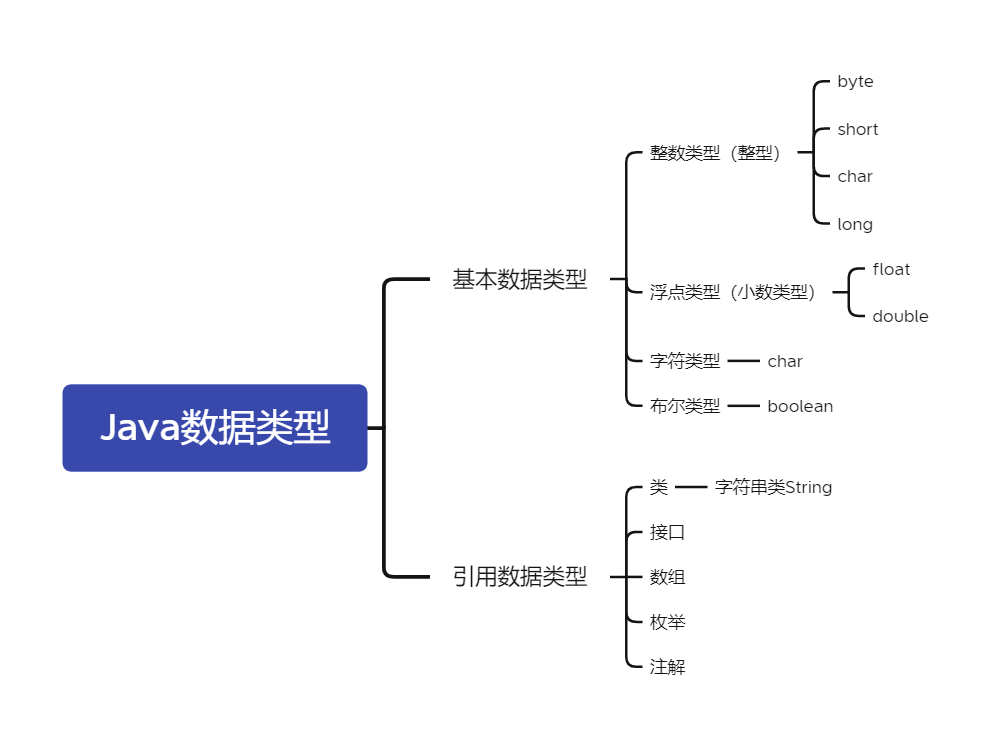 Java数据类型
基本数据类型
整数类型（整型）
byte
short
char
long
浮点类型（小数类型）
float
double
字符类型
char
布尔类型
boolean
引用数据类型
类
字符串类String
接口
数组
枚举
注解